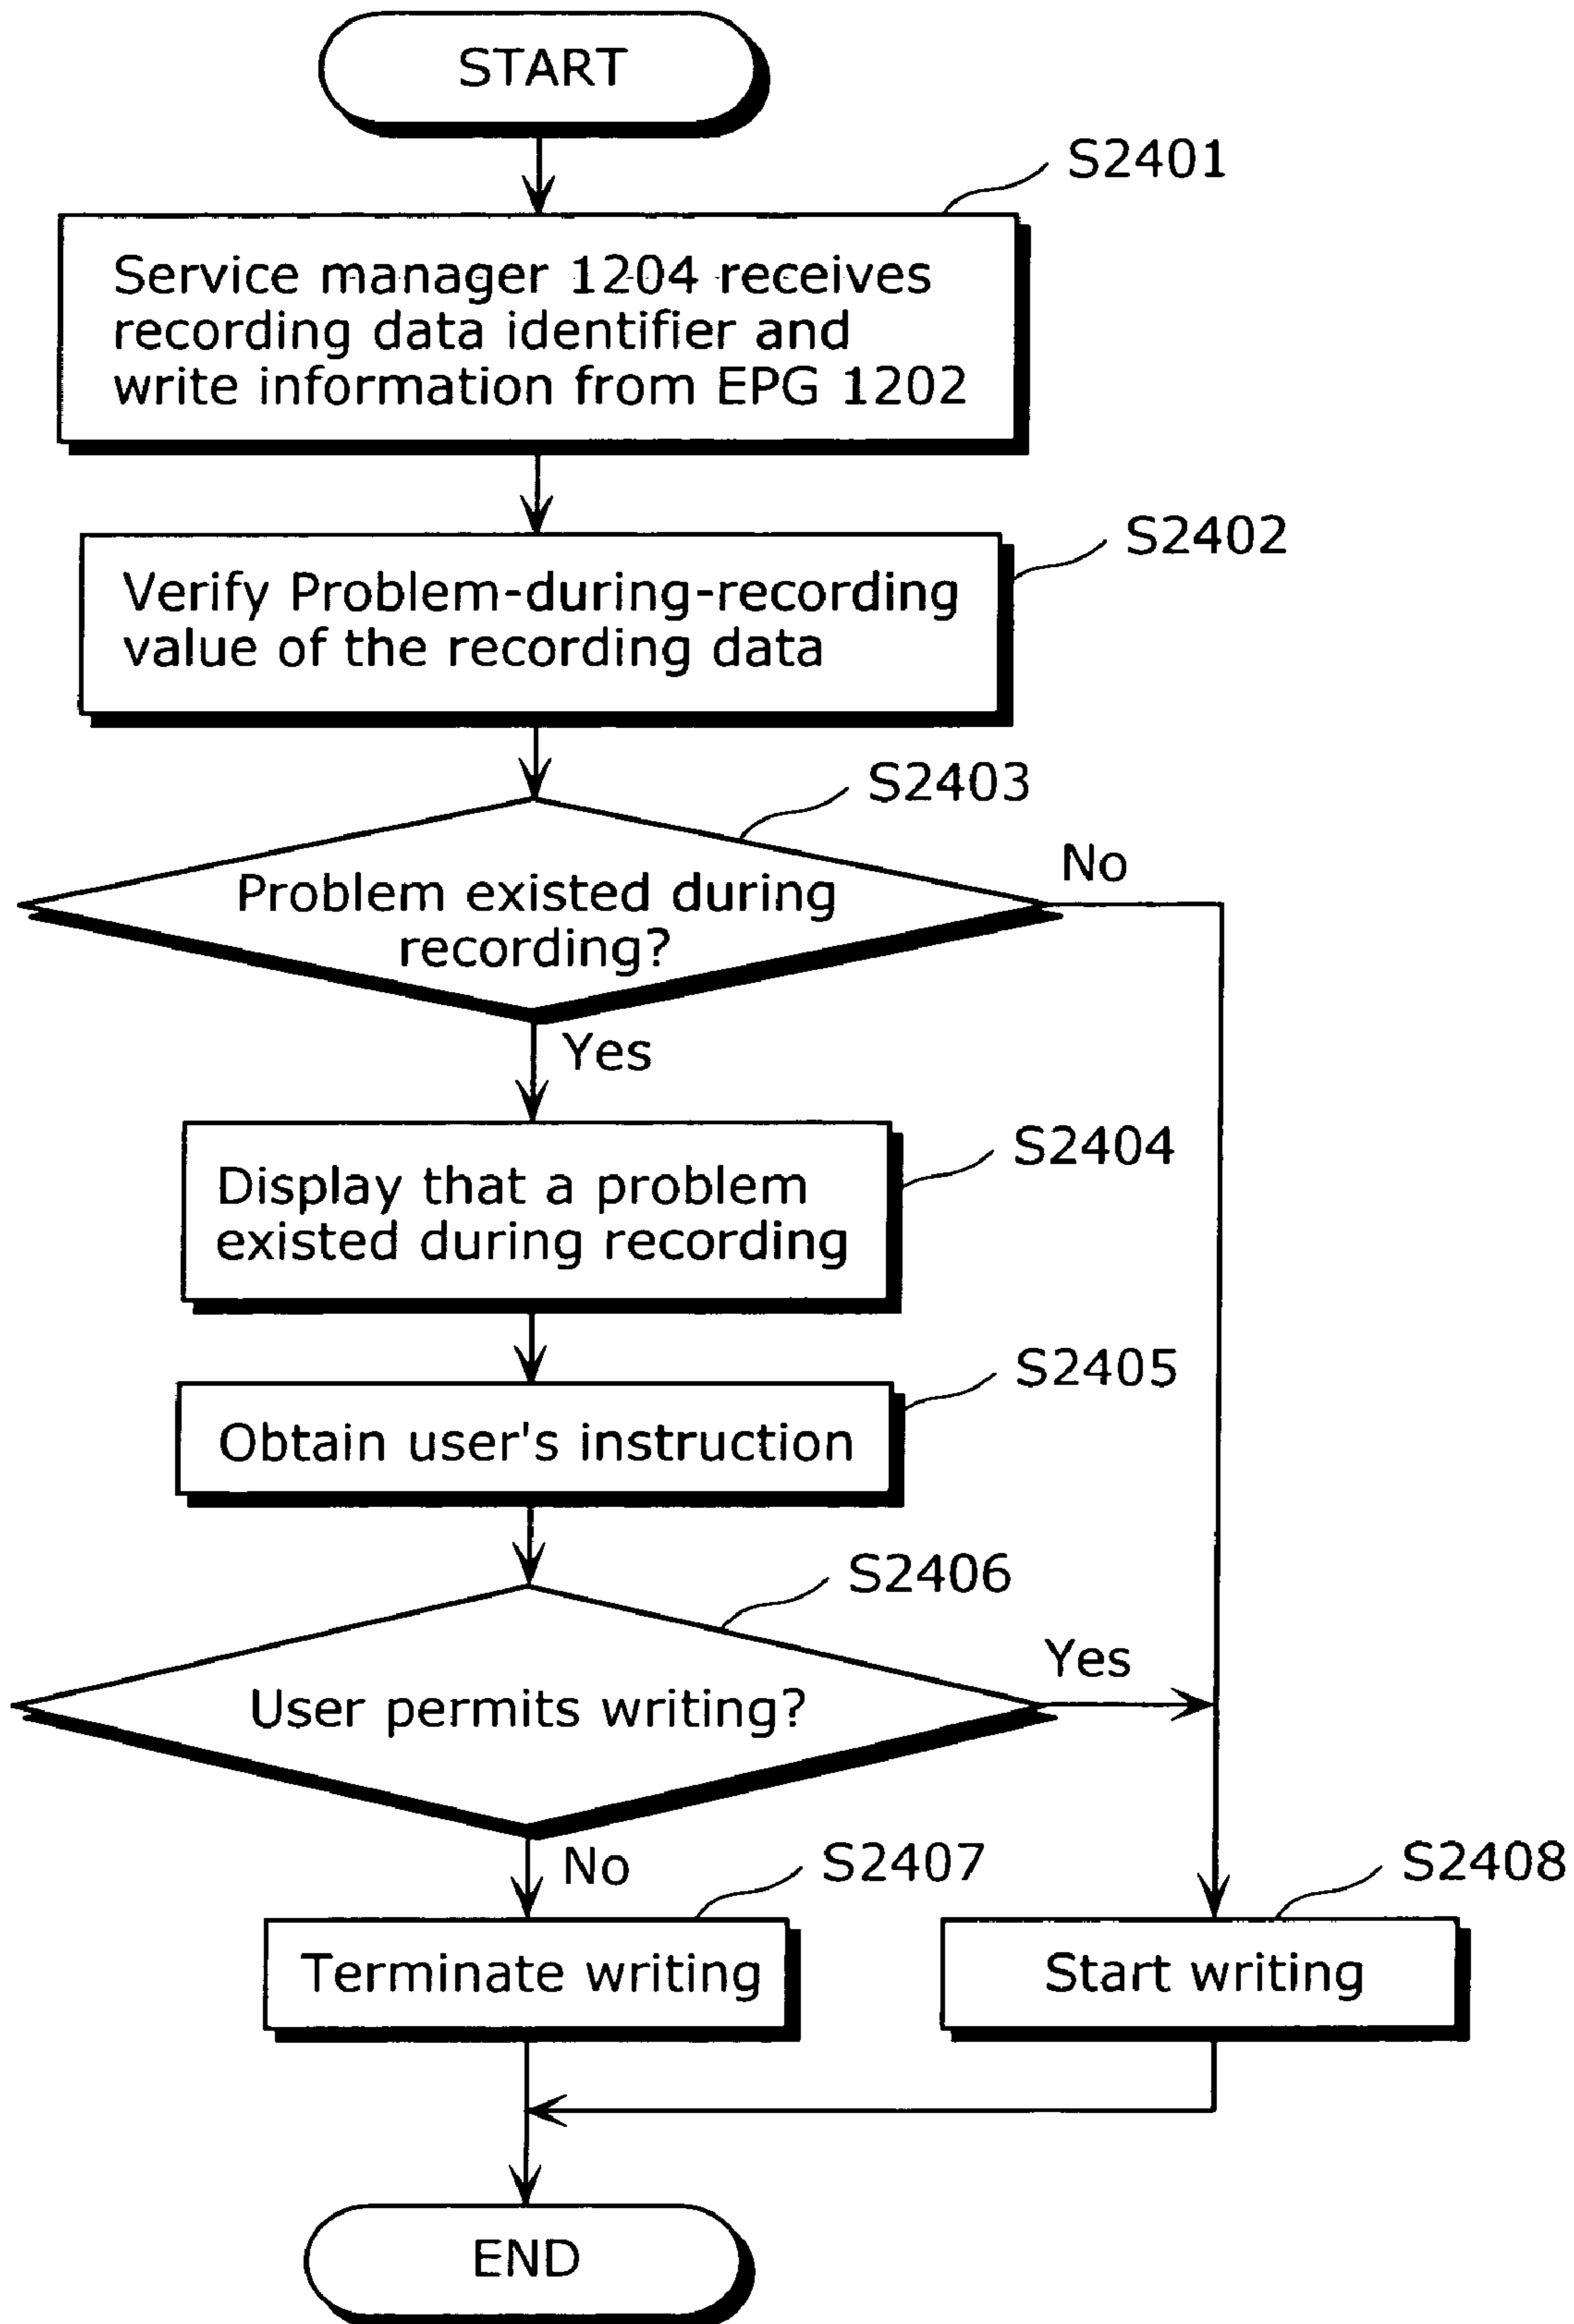 START
S2401
Service manager 1204 receives
recording data identifier and
write information from EPG 1202
S2402
Verify Problem-during-recording
value of the recording data
S2403
No
Problem existed during
recording?
Yes
S2404
Display that a problem
existed during recording
S2405
Obtain user's instruction
S2406
Yes
User permits writing?
No
S2407
S2408
Terminate writing
Start writing
END